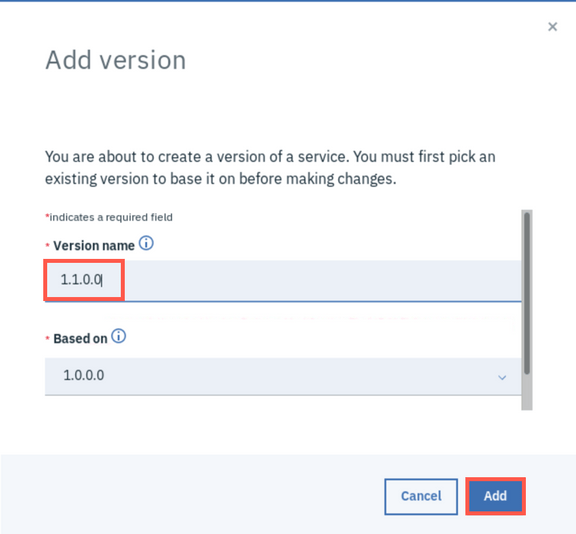 Add version
You are about to create a version of a service. You must first pick an
existing version to base it on before making changes.
*indicates a required field
* Version name
1.1.0.0
* Based on
1.0.0.0
Cancel
Add